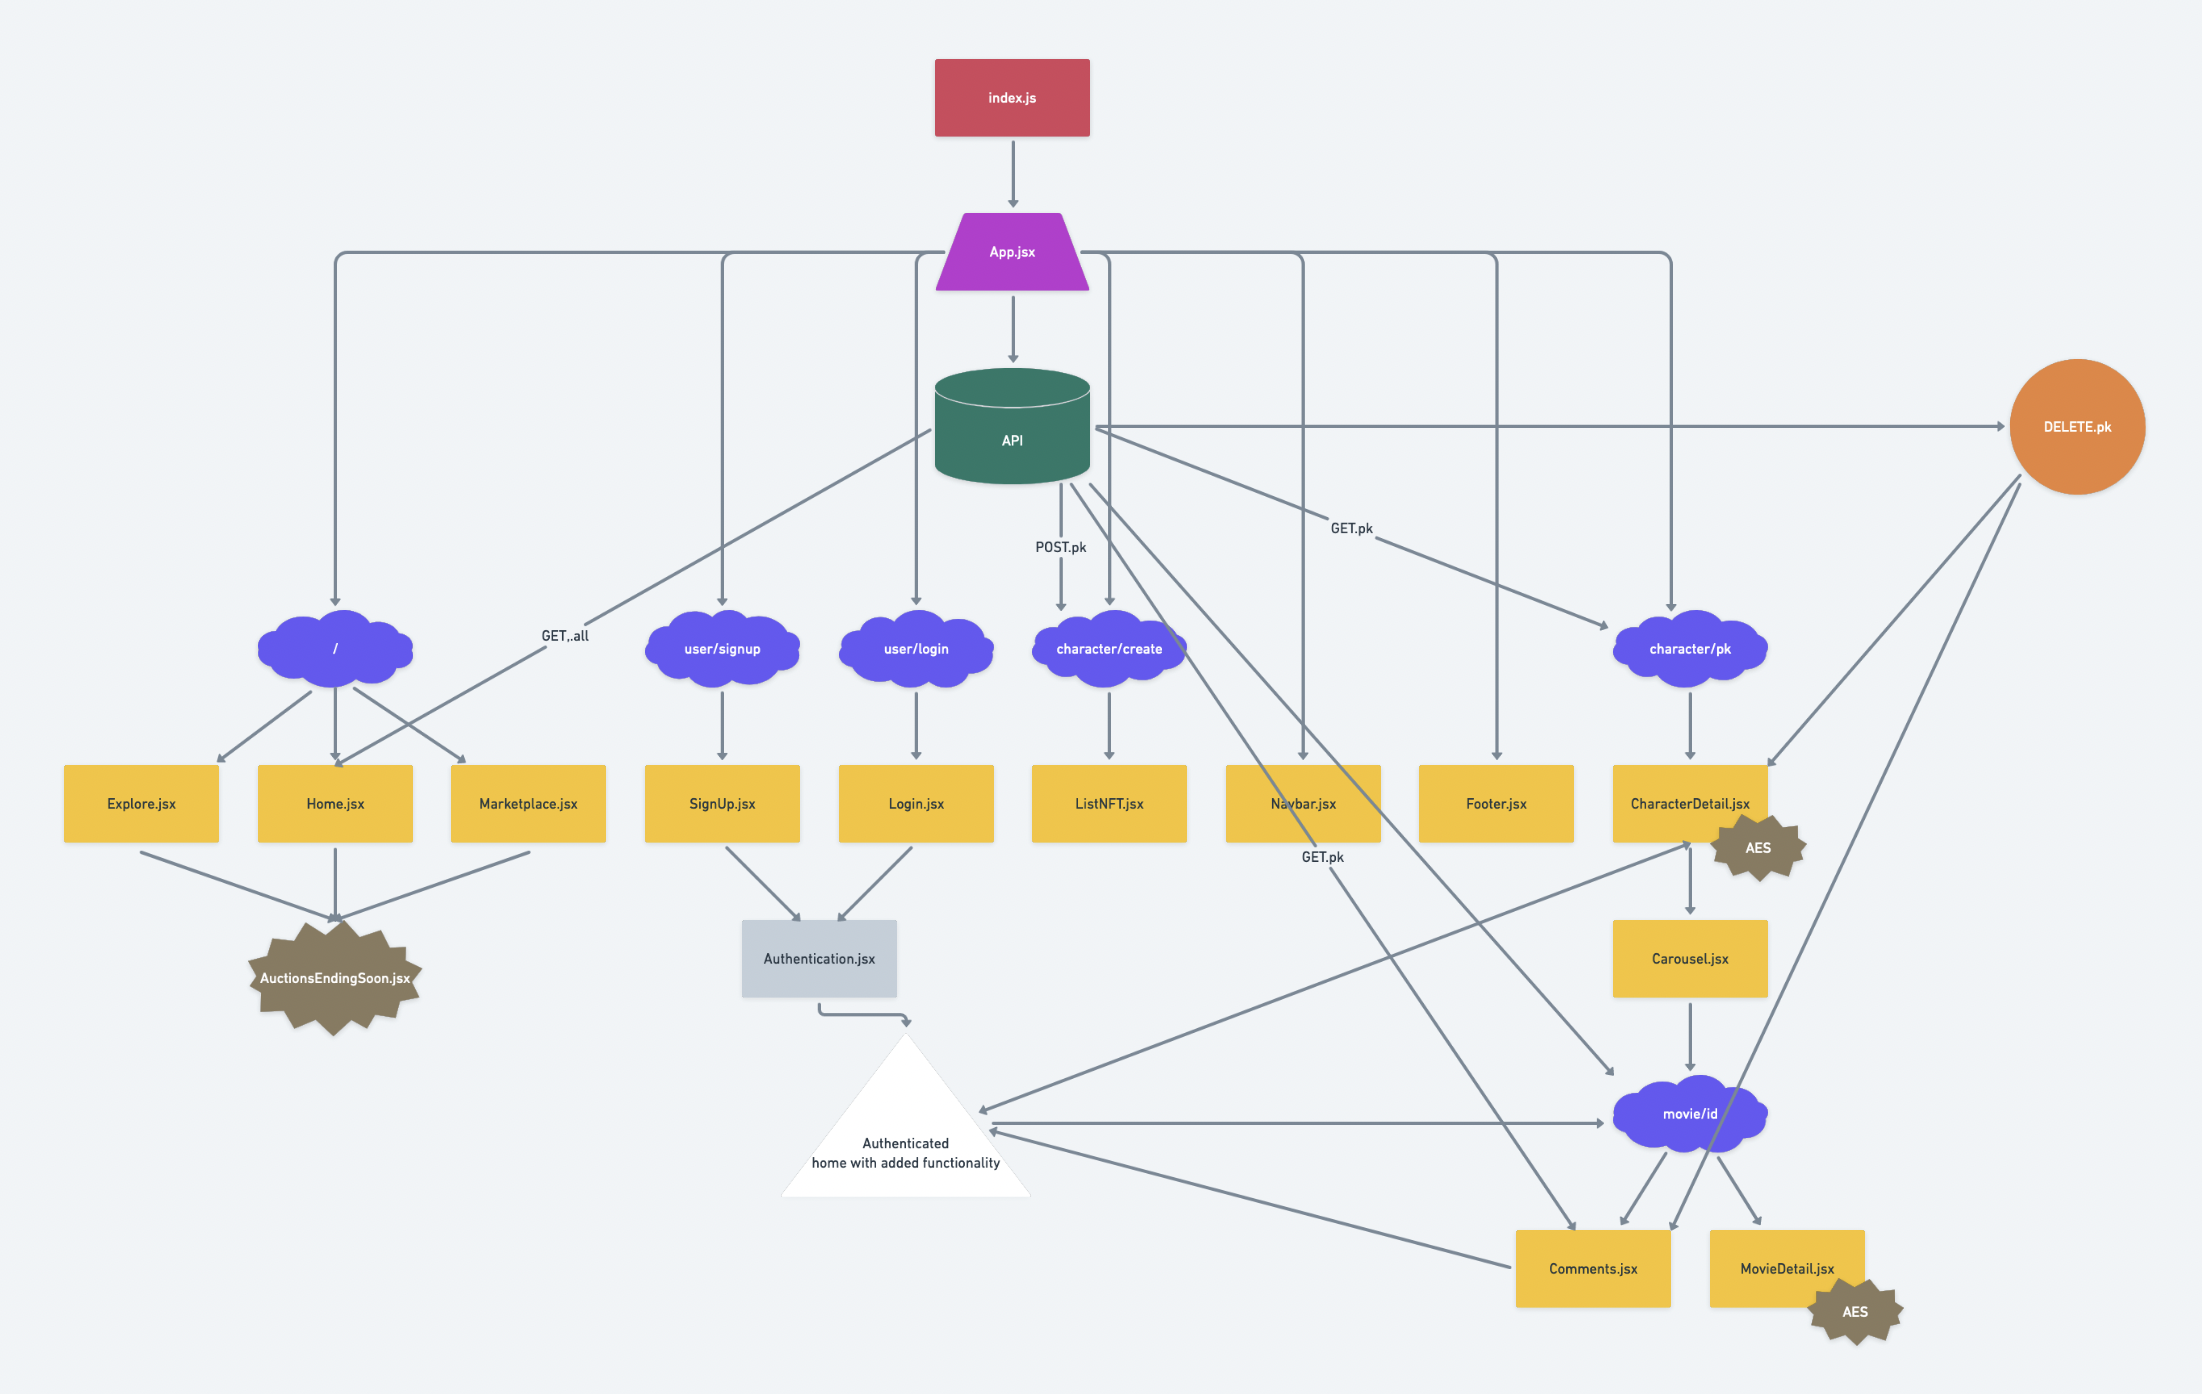 index.js
App.jsx
API
DELETE.pk
GET.pk
POST.pk
GET,.all
/
user/signup
user/login
character/create
character/pk
Explore.jsx
Home.jsx
Marketplace.jsx
SignUp.jsx
Login.jsx
ListNFT.jsx
Navbar.jsx
Footer.jsx
CharacterDetail.jsx
AES
GET.pk
AuctionsEndingSoon.jsx
Authentication.jsx
Carousel.jsx
movie/id
Authenticated
home with added functionality
Comments.jsx
MovieDetail.jsx
AES